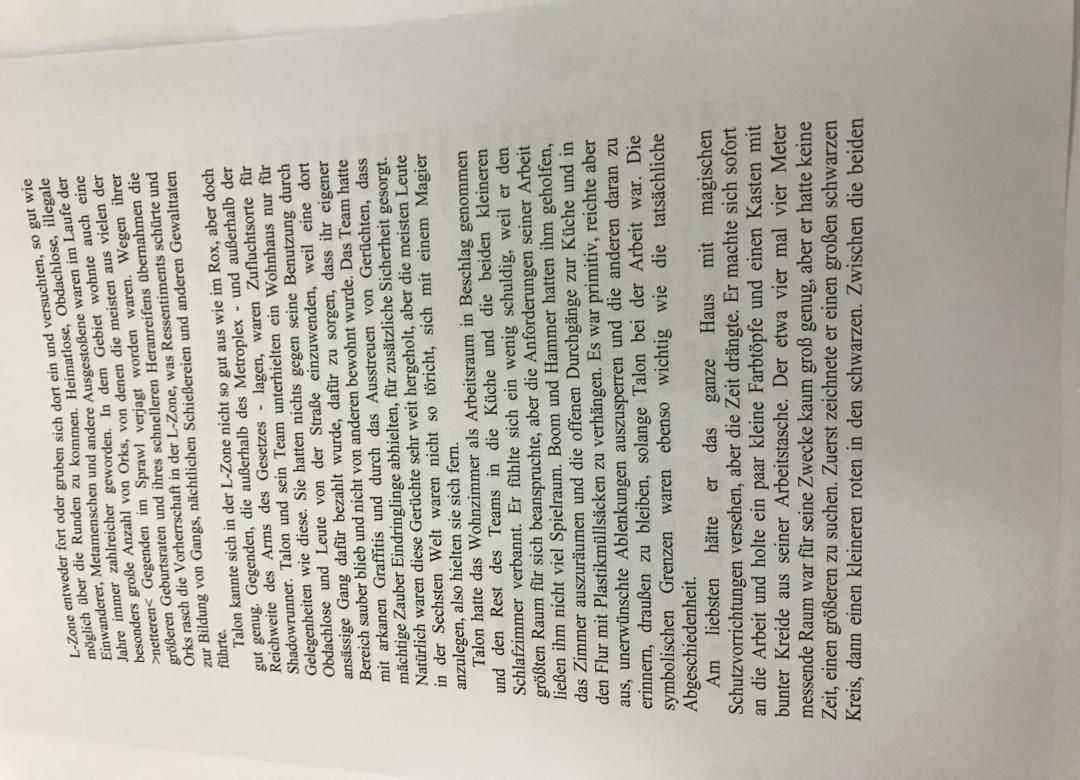 L-Zone entweder fort oder gruben sich dort ein und versuchten, so gut wie
möglich über die Runden zu kommen. Heimatlose, Obdachlose, illegale
Einwanderer, Metamenschen und andere Ausgestoßene waren im Laufe der
Jahre immer zahlreicher geworden. In dem Gebiet wohnte auch eine
besonders große Anzahl von Orks, von denen die meisten aus vielen der
>netteren< Gegenden im Sprawl verjagt worden waren. Wegen ihrer
größeren Geburtsraten und ihres schnelleren Heranreifens übernahmen die
Orks rasch die Vorherrschaft in der L-Zone, was Ressentiments schürte und
zur Bildung von Gangs, nächtlichen Schießereien und anderen Gewalttaten
führte.
Talon kannte sich in der L-Zone nicht so gut aus wie im Rox, aber doch
gut genug. Gegenden, die außerhalb des Metroplex - und außerhalb der
Reichweite des Arms des Gesetzes - lagen, waren Zufluchtsorte für
Shadowrunner. Talon und sein Team unterhielten ein Wohnhaus nur für
Gelegenheiten wie diese. Sie hatten nichts gegen seine Benutzung durch
Obdachlose und Leute von der Straße einzuwenden, weil eine dort
ansässige Gang dafür bezahlt wurde, dafür zu sorgen, dass ihr eigener
Bereich sauber blieb und nicht von anderen bewohnt wurde. Das Team hatte
mit arkanen Graffitis und durch das Ausstreuen von Gerüchten, dass
mächtige Zauber Eindringlinge abhielten, für zusätzliche Sicherheit gesorgt.
Natürlich waren diese Gerüchte sehr weit hergeholt, aber die meisten Leute
in der Sechsten Welt waren nicht so töricht, sich mit einem Magier
anzulegen, also hielten sie sich fern.
Talon hatte das Wohnzimmer als Arbeitsraum in Beschlag genommen
und den Rest des Teams in die Küche und die beiden kleineren
Schlafzimmer verbannt. Er fühlte sich ein wenig schuldig, weil er den
größten Raum für sich beanspruchte, aber die Anforderungen seiner Arbeit
ließen ihm nicht viel Spielraum. Boom und Hammer hatten ihm geholfen,
das Zimmer auszuräumen und die offenen Durchgänge zur Küche und in
den Flur mit Plastikmüllsäcken zu verhängen. Es war primitiv, reichte aber
aus, unerwünschte Ablenkungen auszusperren und die anderen daran zu
erinnern, draußen zu bleiben, solange Talon bei der Arbeit war. Die
symbolischen Grenzen waren ebenso wichtig wie die tatsächliche
Abgeschiedenheit.
Am liebsten hätte er das ganze Haus mit magischen
Schutzvorrichtungen versehen, aber die Zeit drängte. Er machte sich sofort
an die Arbeit und holte ein paar kleine Farbtöpfe und einen Kasten mit
bunter Kreide aus seiner Arbeitstasche. Der etwa vier mal vier Meter
messende Raum war für seine Zwecke kaum groß genug, aber er hatte keine
Zeit, einen größeren zu suchen. Zuerst zeichnete er einen großen schwarzen
Kreis, dann einen kleineren roten in den schwarzen. Zwischen die beiden